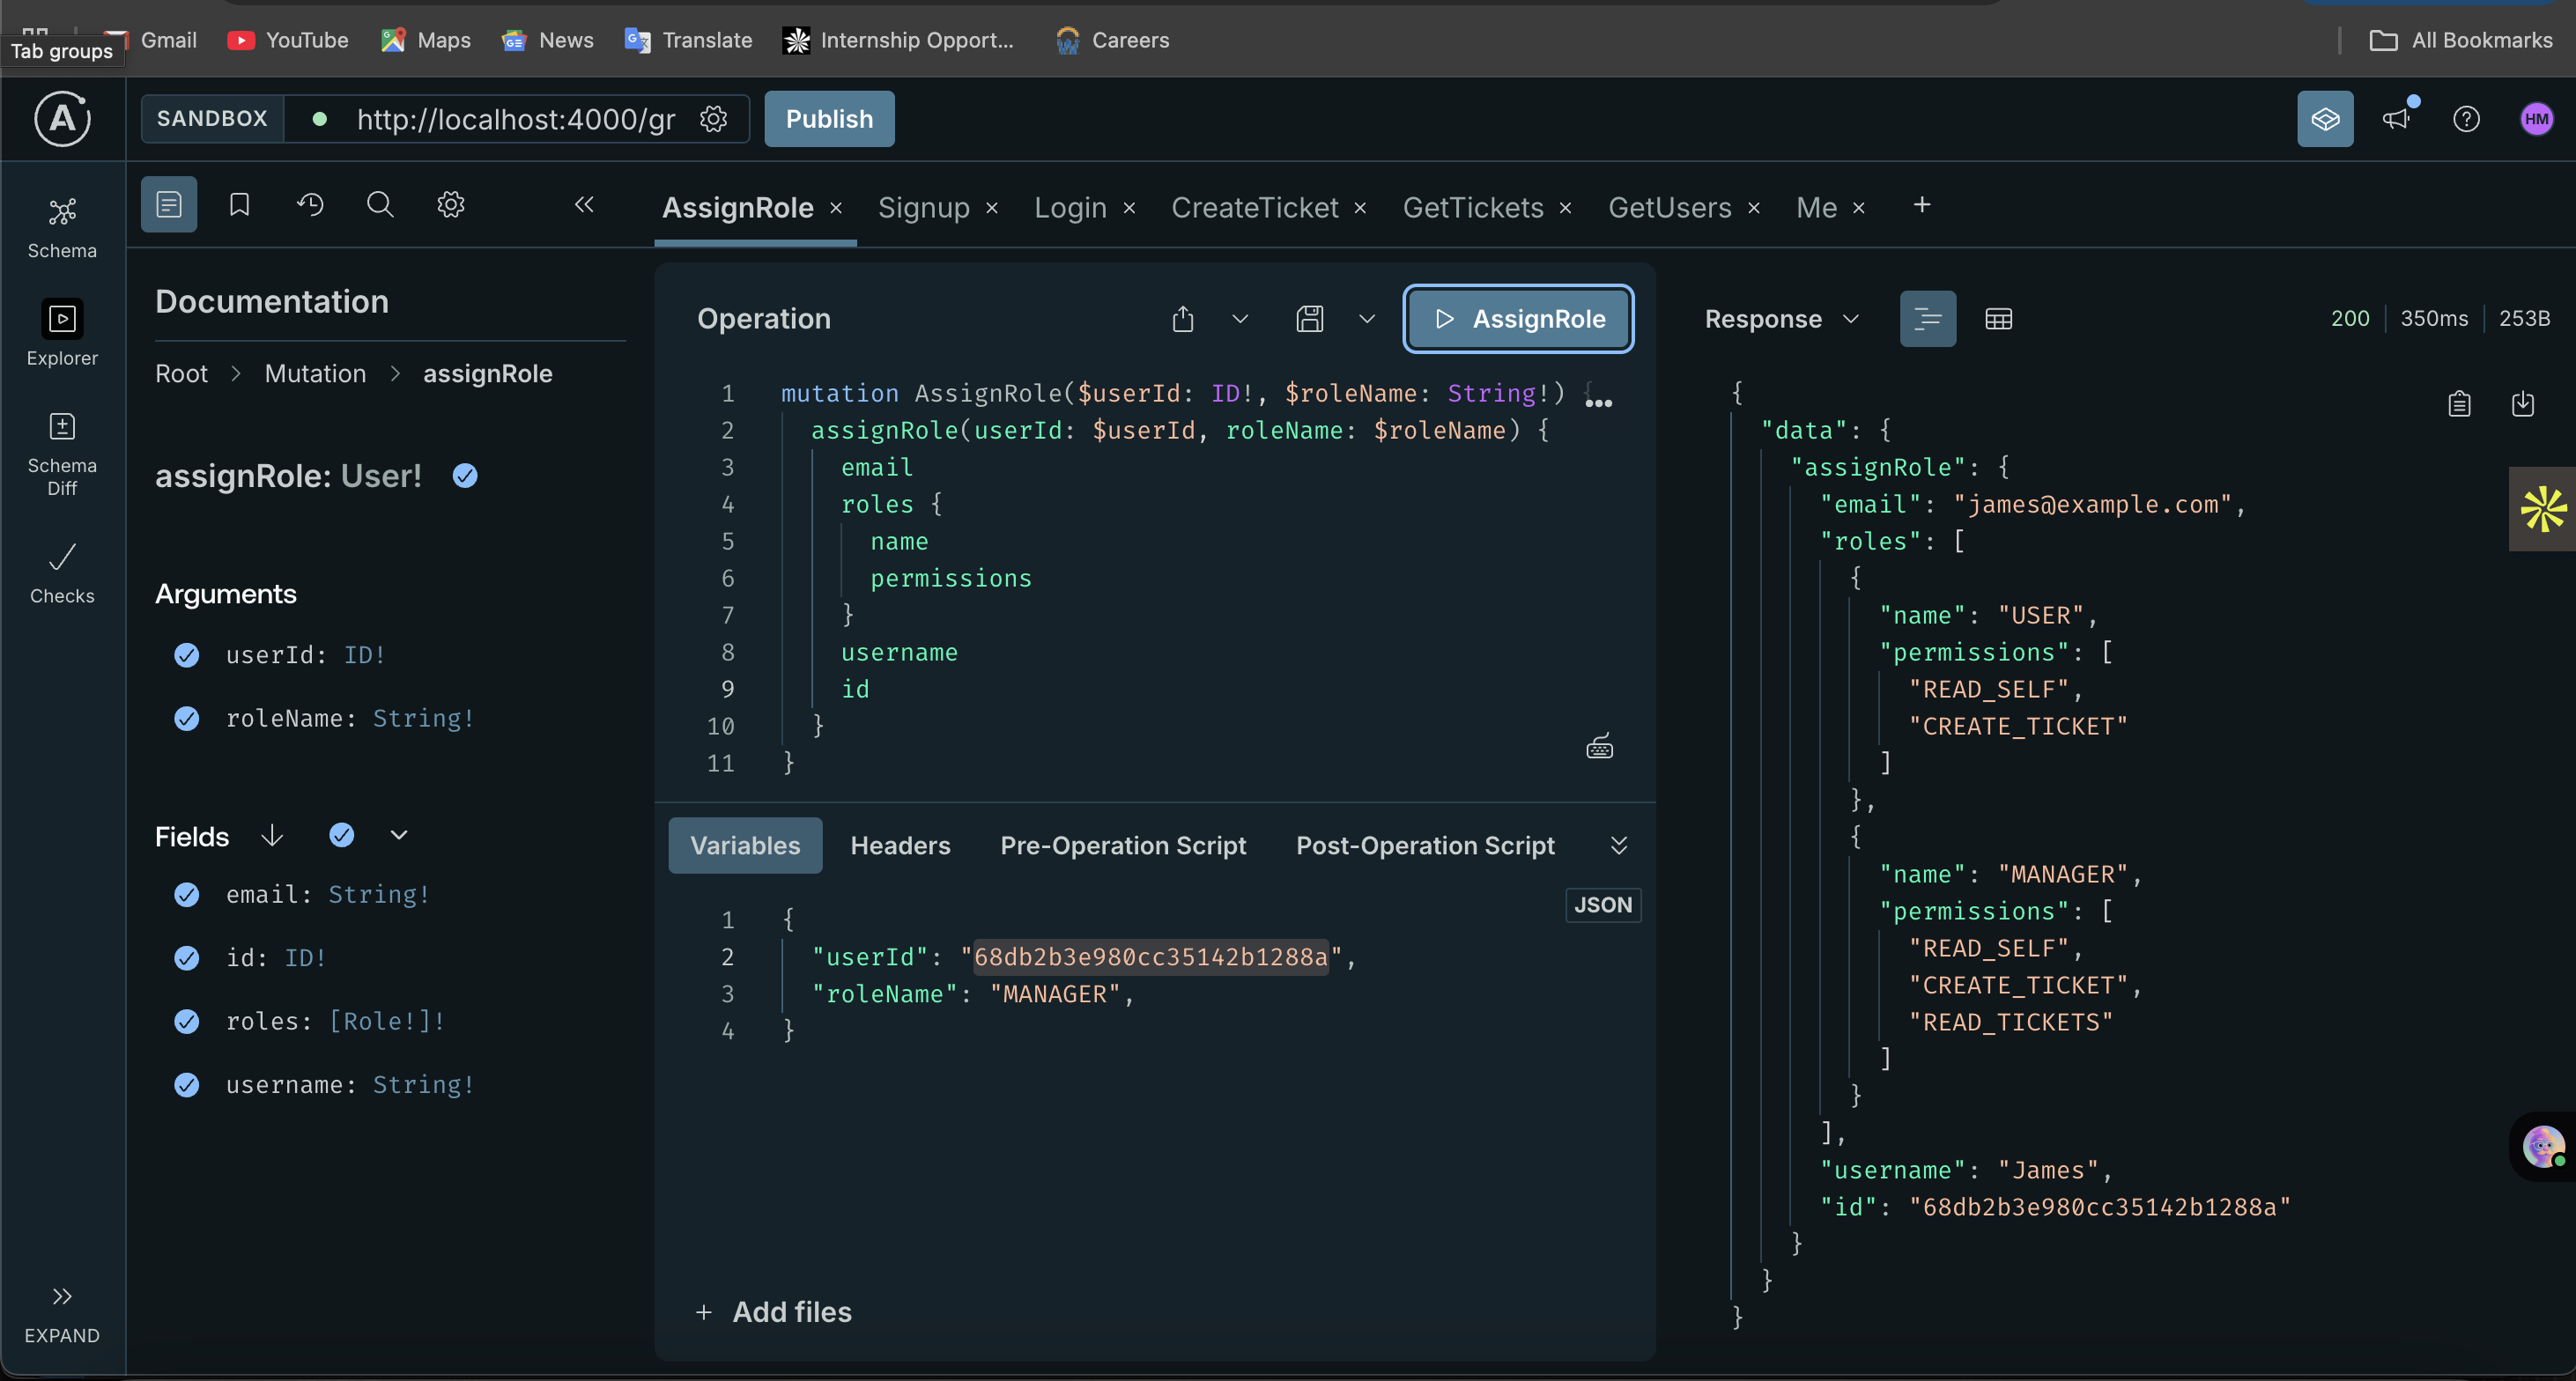 Tab groups
Gmail
YouTube
Maps
News
Translate
Internship Opport...
Careers
All Bookmarks
SANDBOX
http://localhost:4000/gr
Publish
HM
Schema
Explorer
Schema
Diff
Checks
EXPAND
AssignRole
Signup
Login
CreateTicket
GetTickets
GetUsers
Me
Documentation
Root > Mutation > assignRole
assignRole: User!
Arguments
userId: ID!
roleName: String!
Fields
email: String!
id: ID!
roles: [Role!]!
username: String!
Operation
AssignRole
1 mutation AssignRole($userId: ID!, $roleName: String!) {
2 assignRole(userId: $userId, roleName: $roleName) {
3 email
4 roles {
5 name
6 permissions
7 }
8 username
9 id
10 }
11 }
Variables
Headers
Pre-Operation Script
Post-Operation Script
JSON
1 {
2 "userId": "68db2b3e980cc35142b1288a",
3 "roleName": "MANAGER",
4 }
+ Add files
Response
200
350ms
253B
{
"data": {
"assignRole": {
"email": "james@example.com",
"roles": [
{
"name": "USER",
"permissions": [
"READ_SELF",
"CREATE_TICKET"
]
},
{
"name": "MANAGER",
"permissions": [
"READ_SELF",
"CREATE_TICKET",
"READ_TICKETS"
]
}
],
"username": "James",
"id": "68db2b3e980cc35142b1288a"
}
}
}